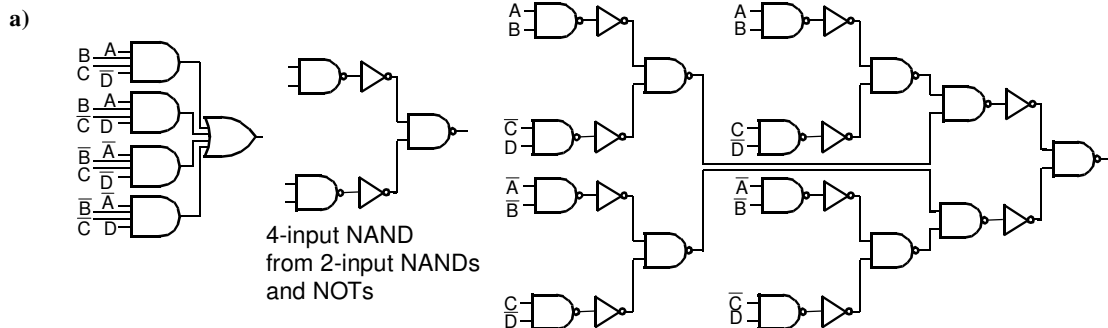 a)
A
B
C
D̅
A
B
C̅
D
A̅
B̅
C
D̅
A̅
B̅
C̅
D
4-input NAND
from 2-input NANDs
and NOTs
A
B
C̅
D
A̅
B̅
C
D̅
A
B
C
D̅
A̅
B̅
C̅
D